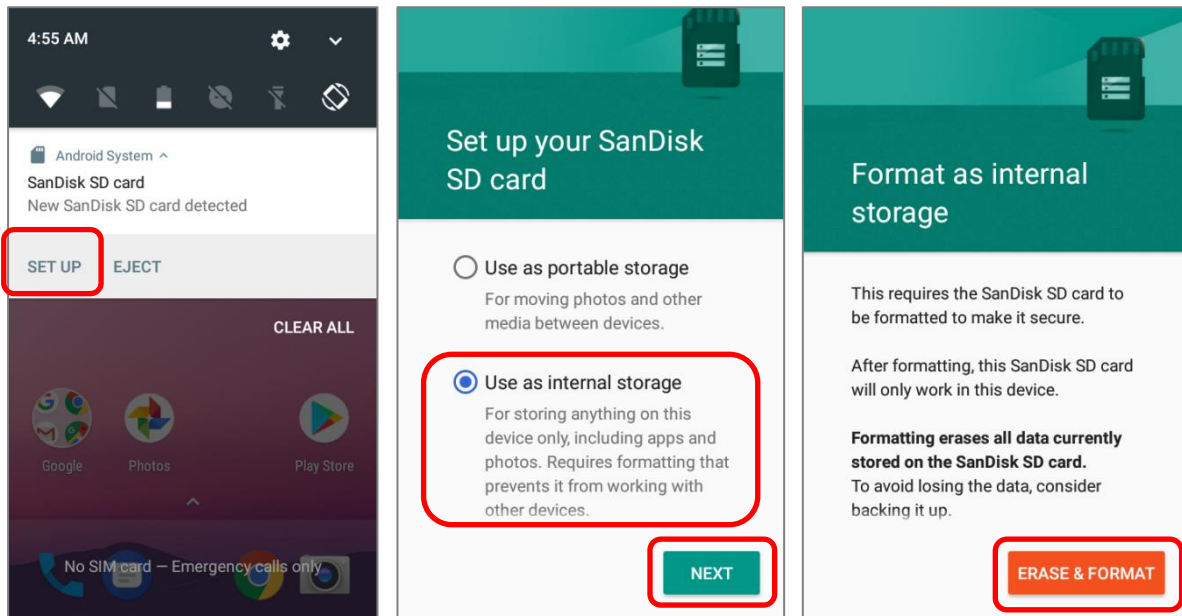 4:55 AM
Android System
SanDisk SD card
New SanDisk SD card detected
SET UP EJECT
CLEAR ALL
Google Photos Play Store
No SIM card — Emergency calls only
Set up your SanDisk
SD card
Use as portable storage
For moving photos and other
media between devices.
Use as internal storage
For storing anything on this
device only, including apps and
photos. Requires formatting that
prevents it from working with
other devices.
NEXT
Format as internal
storage
This requires the SanDisk SD card to
be formatted to make it secure.
After formatting, this SanDisk SD card
will only work in this device.
Formatting erases all data currently
stored on the SanDisk SD card.
To avoid losing the data, consider
backing it up.
ERASE & FORMAT